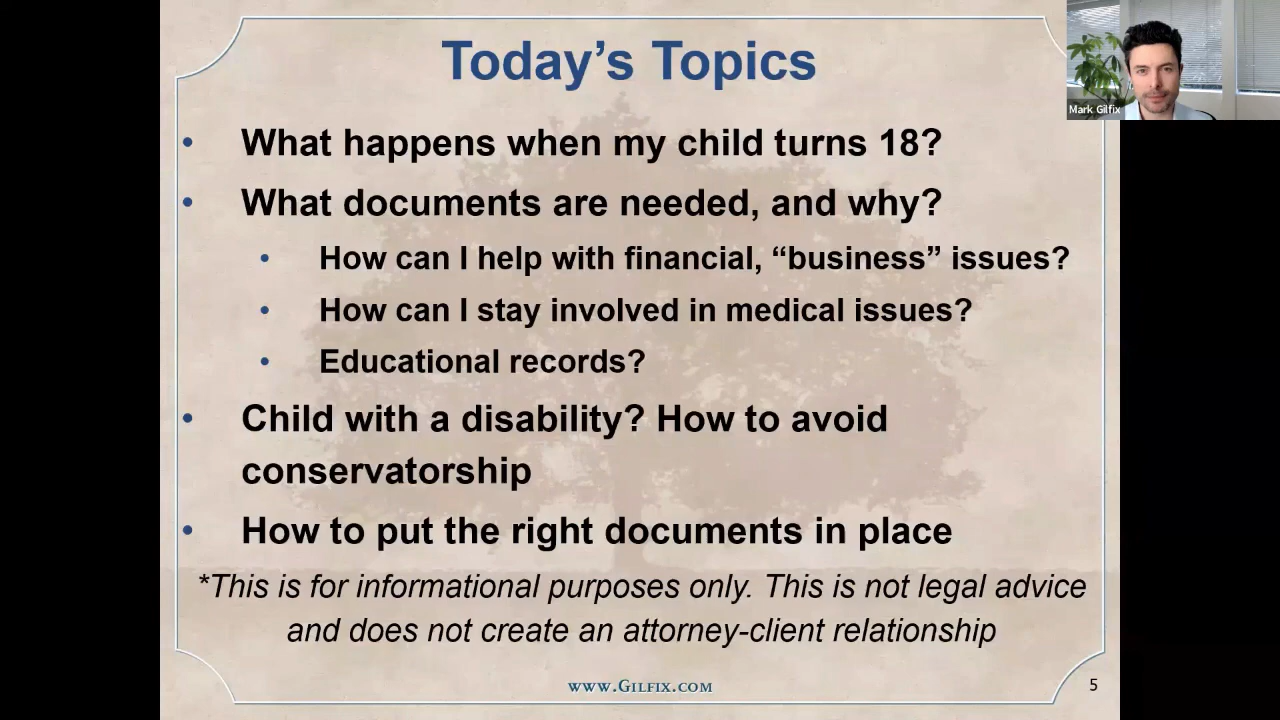 Today’s Topics
Mark Gilfix
• What happens when my child turns 18?
• What documents are needed, and why?
• How can I help with financial, “business” issues?
• How can I stay involved in medical issues?
• Educational records?
• Child with a disability? How to avoid
conservatorship
• How to put the right documents in place
*This is for informational purposes only. This is not legal advice
and does not create an attorney-client relationship
www.Gilfix.com
5